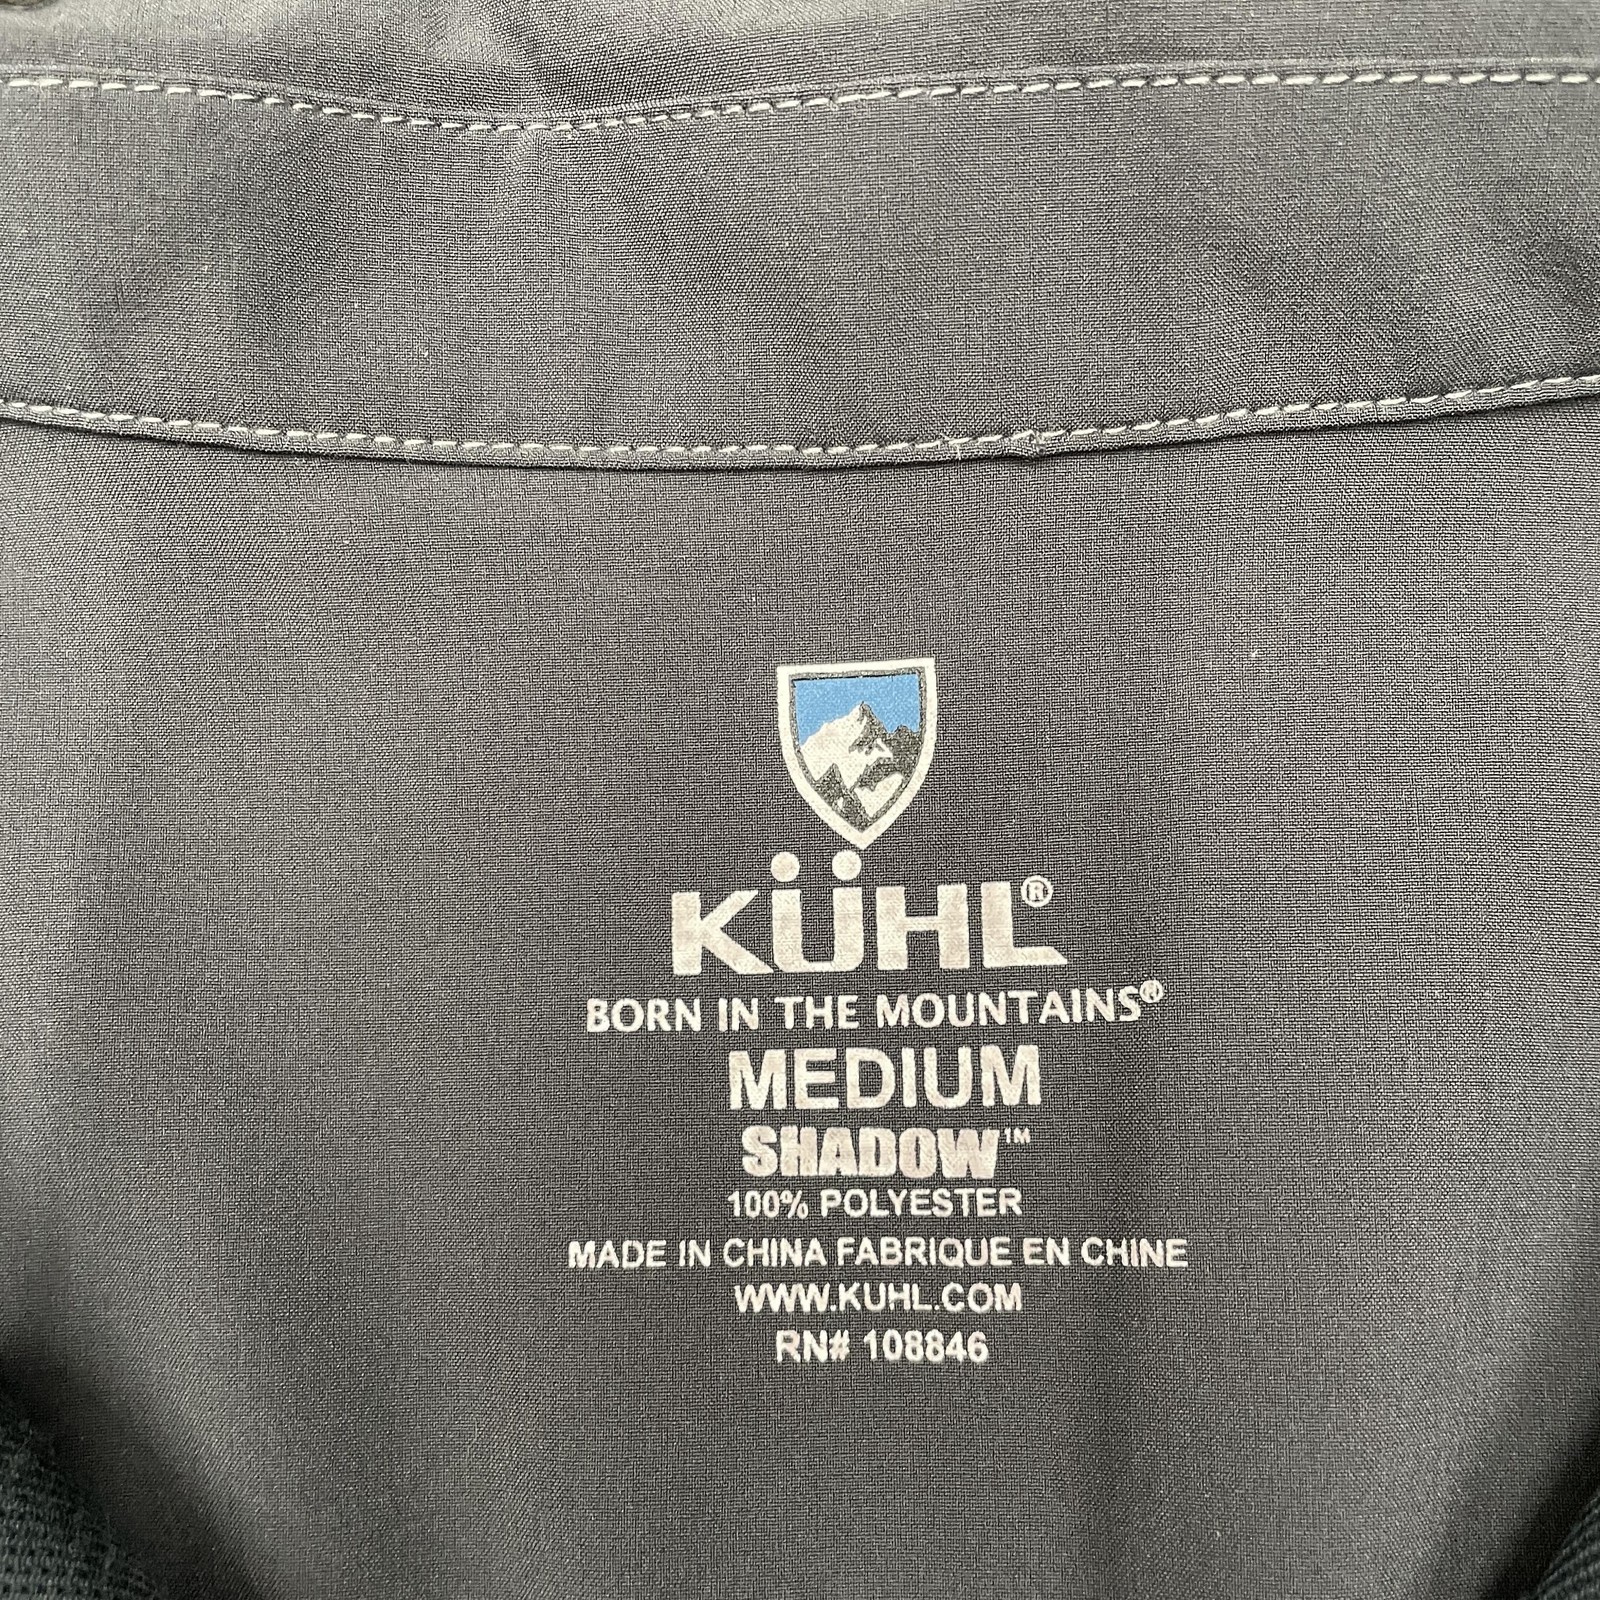 KÜHL®
BORN IN THE MOUNTAINS®
MEDIUM
SHADOW™
100% POLYESTER
MADE IN CHINA FABRIQUE EN CHINE
WWW.KUHL.COM
RN# 108846